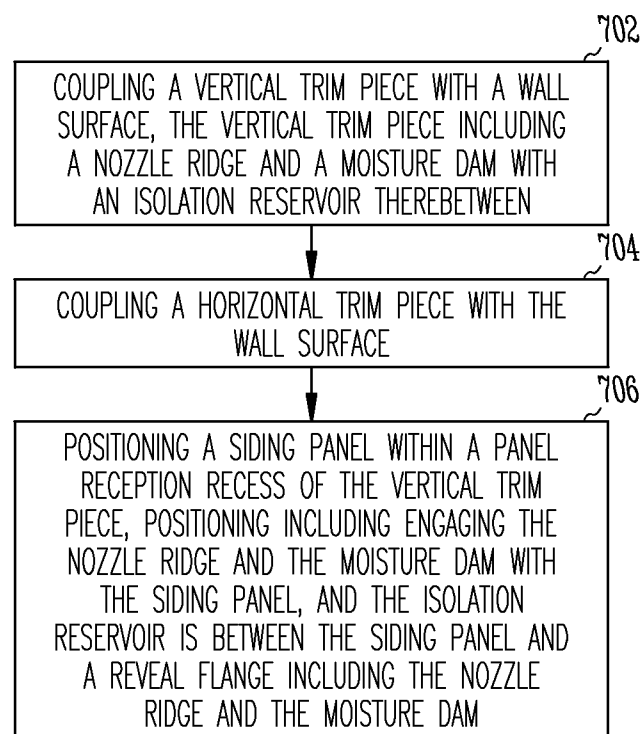 702
COUPLING A VERTICAL TRIM PIECE WITH A WALL
SURFACE, THE VERTICAL TRIM PIECE INCLUDING
A NOZZLE RIDGE AND A MOISTURE DAM WITH
AN ISOLATION RESERVOIR THEREBETWEEN
704
COUPLING A HORIZONTAL TRIM PIECE WITH THE
WALL SURFACE
706
POSITIONING A SIDING PANEL WITHIN A PANEL
RECEPTION RECESS OF THE VERTICAL TRIM
PIECE, POSITIONING INCLUDING ENGAGING THE
NOZZLE RIDGE AND THE MOISTURE DAM WITH
THE SIDING PANEL, AND THE ISOLATION
RESERVOIR IS BETWEEN THE SIDING PANEL AND
A REVEAL FLANGE INCLUDING THE NOZZLE
RIDGE AND THE MOISTURE DAM